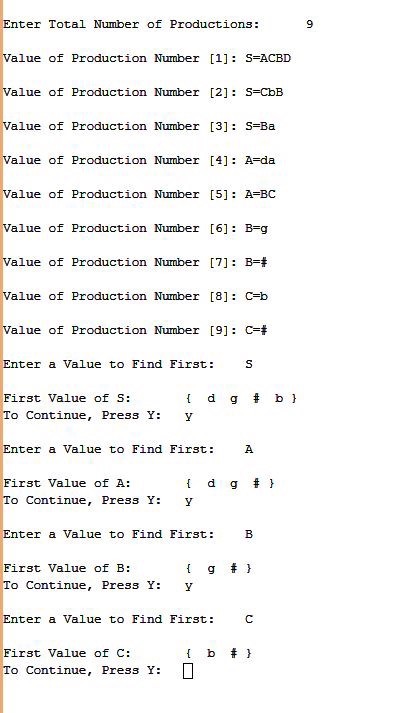 Enter Total Number of Productions: 9
Value of Production Number [1]: S=ACBD
Value of Production Number [2]: S=CbB
Value of Production Number [3]: S=Ba
Value of Production Number [4]: A=da
Value of Production Number [5]: A=BC
Value of Production Number [6]: B=g
Value of Production Number [7]: B=#
Value of Production Number [8]: C=b
Value of Production Number [9]: C=#
Enter a Value to Find First: S
First Value of S: { d g # b }
To Continue, Press Y: y
Enter a Value to Find First: A
First Value of A: { d g # }
To Continue, Press Y: y
Enter a Value to Find First: B
First Value of B: { g # }
To Continue, Press Y: y
Enter a Value to Find First: C
First Value of C: { b # }
To Continue, Press Y: